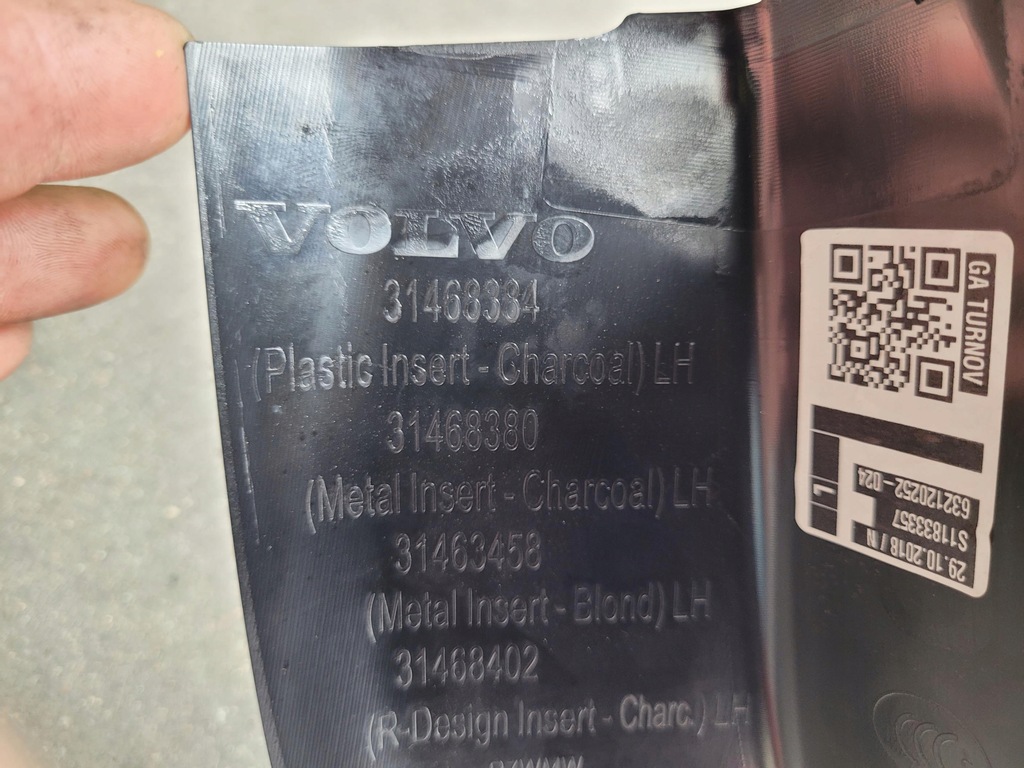 VOLVO
31468334
(Plastic Insert - Charcoal) LH
31468380
(Metal Insert - Charcoal) LH
31463458
(Metal Insert - Blond) LH
31468402
(R-Design Insert - Charc.) LH
GA TURNOV
L
632120252-024
S11833357
29.10.2018 / N